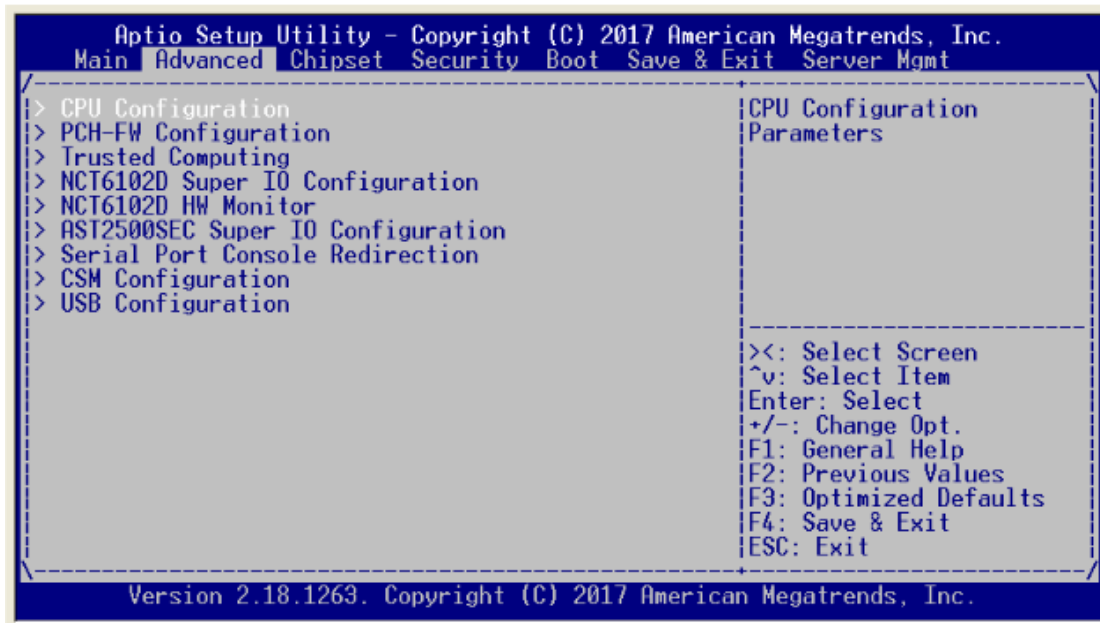 Aptio Setup Utility – Copyright (C) 2017 American Megatrends, Inc.
Main Advanced Chipset Security Boot Save & Exit Server Mgmt
> CPU Configuration
> PCH-FW Configuration
> Trusted Computing
> NCT6102D Super IO Configuration
> NCT6102D HW Monitor
> AST2500SEC Super IO Configuration
> Serial Port Console Redirection
> CSM Configuration
> USB Configuration
CPU Configuration
Parameters
><: Select Screen
^v: Select Item
Enter: Select
+/-: Change Opt.
F1: General Help
F2: Previous Values
F3: Optimized Defaults
F4: Save & Exit
ESC: Exit
Version 2.18.1263. Copyright (C) 2017 American Megatrends, Inc.